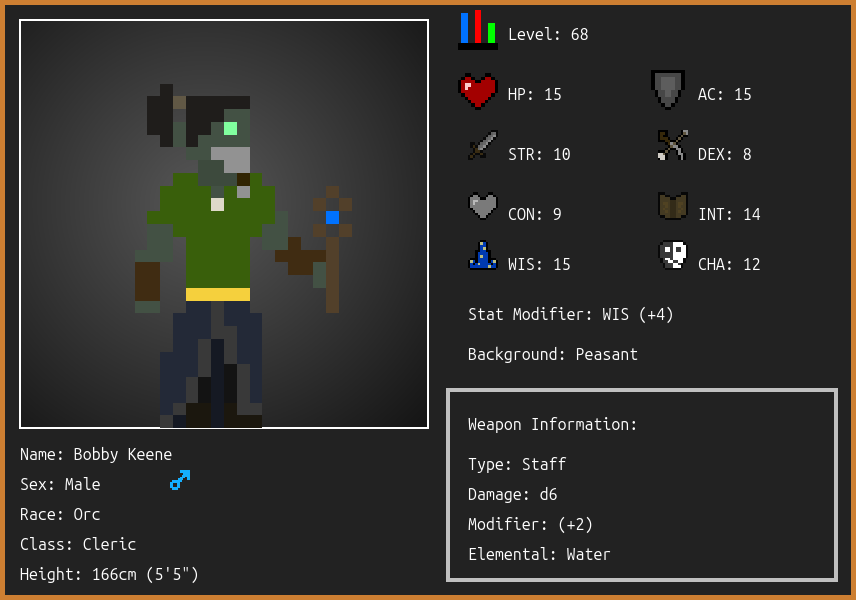 Level: 68
HP: 15
AC: 15
STR: 10
DEX: 8
CON: 9
INT: 14
WIS: 15
CHA: 12
Stat Modifier: WIS (+4)
Background: Peasant
Weapon Information:
Type: Staff
Damage: d6
Modifier: (+2)
Elemental: Water
Name: Bobby Keene
Sex: Male
Race: Orc
Class: Cleric
Height: 166cm (5'5")